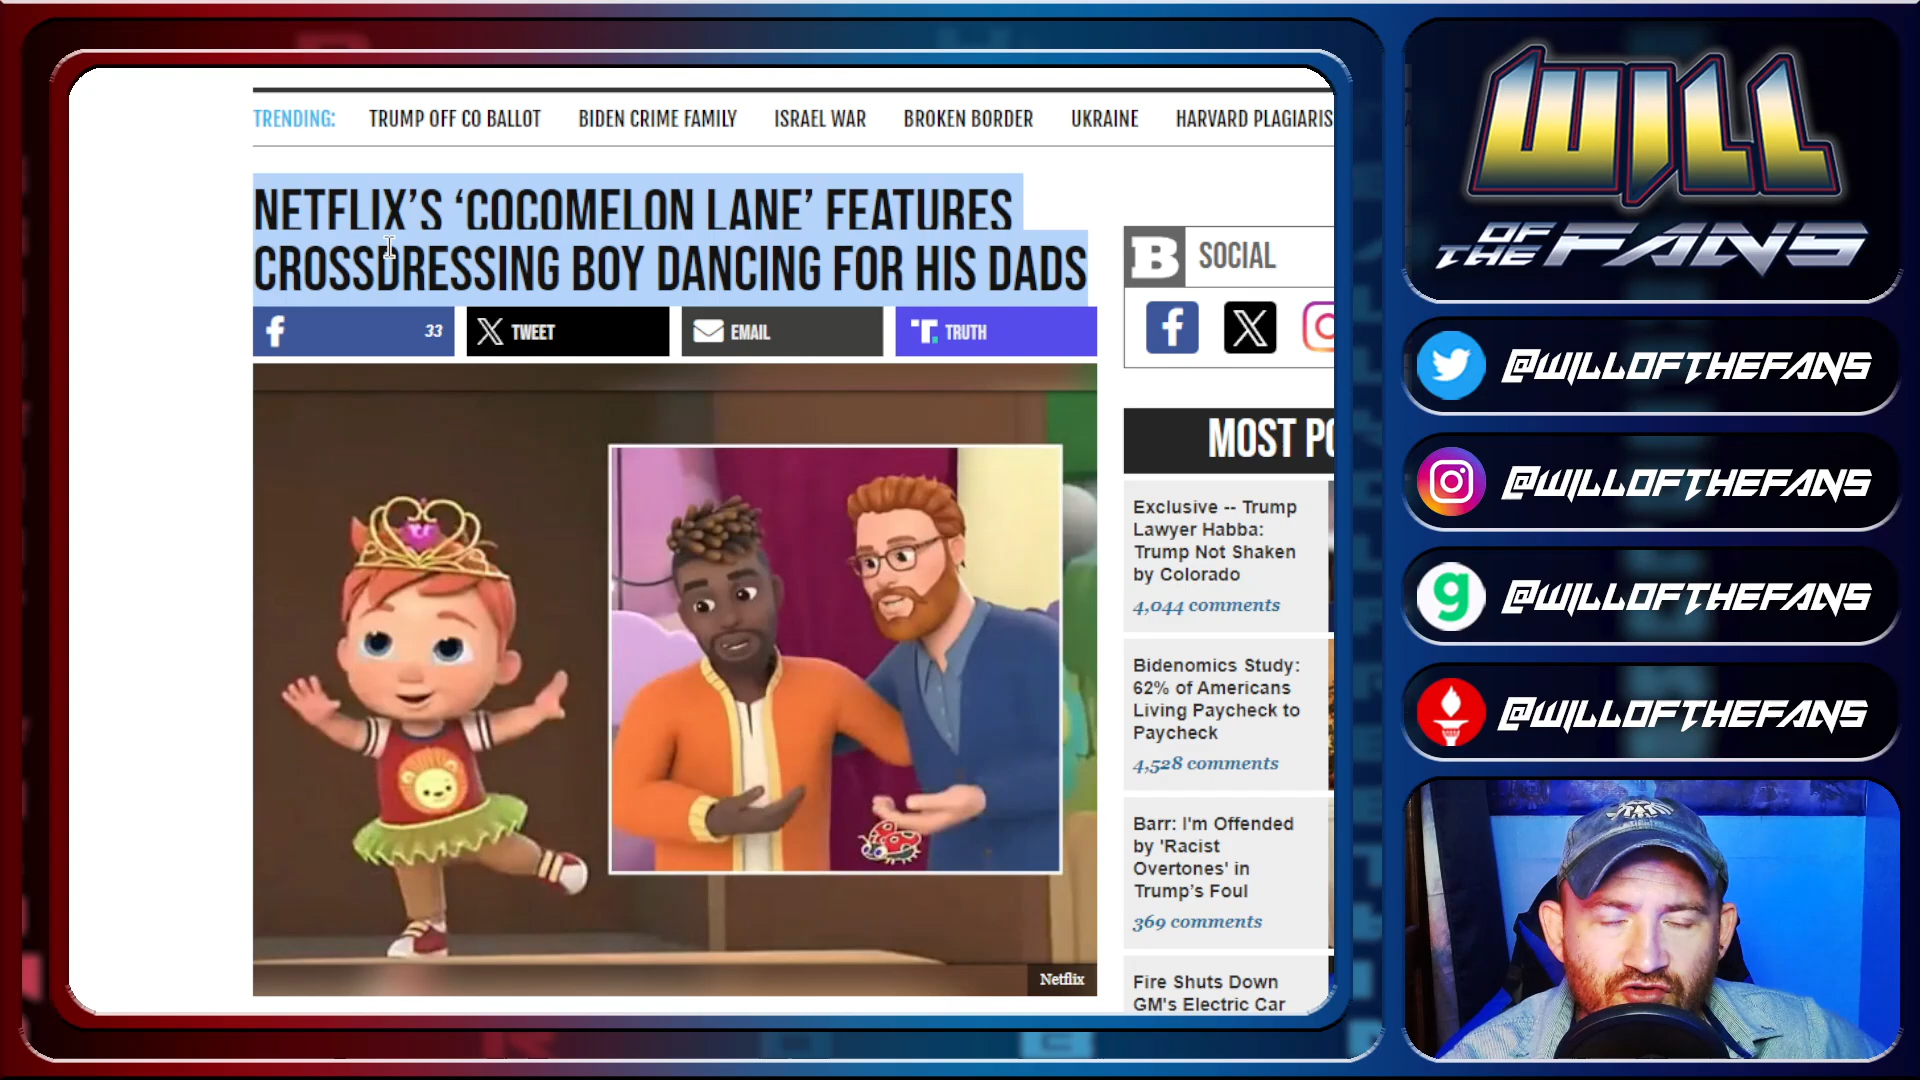 TRENDING: TRUMP OFF CO BALLOT BIDEN CRIME FAMILY ISRAEL WAR BROKEN BORDER UKRAINE HARVARD PLAGIARIS
NETFLIX'S ‘COCOMELON LANE’ FEATURES
CROSSDRESSING BOY DANCING FOR HIS DADS
33 TWEET EMAIL TRUTH
Netflix
B SOCIAL
MOST PO
Exclusive -- Trump
Lawyer Habba:
Trump Not Shaken
by Colorado
4,044 comments
Bidenomics Study:
62% of Americans
Living Paycheck to
Paycheck
4,528 comments
Barr: I'm Offended
by 'Racist
Overtones' in
Trump's Foul
369 comments
Fire Shuts Down
GM's Electric Car
WILL
OF THE FANS
@WILLOFTHEFANS
@WILLOFTHEFANS
@WILLOFTHEFANS
@WILLOFTHEFANS